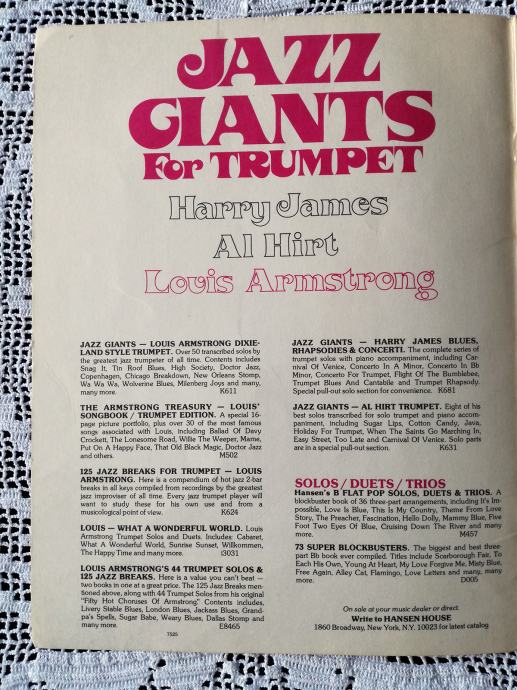 JAZZ
GIANTS
For TRUMPET
Harry James
Al Hirt
Louis Armstrong
JAZZ GIANTS — LOUIS ARMSTRONG DIXIE-
LAND STYLE TRUMPET. Over 50 transcribed solos by
the greatest jazz trumpeter of all time. Contents includes
Snag It, Tin Roof Blues, High Society, Doctor Jazz,
Copenhagen, Chicago Breakdown, New Orleans Stomp,
Wa Wa Wa, Wolverine Blues, Milenberg Joys and many,
many more. K611
THE ARMSTRONG TREASURY — LOUIS'
SONGBOOK / TRUMPET EDITION. A special 16-
page picture portfolio, plus over 30 of the most famous
songs associated with Louis, including Ballad Of Davy
Crockett, The Lonesome Road, Willie The Weeper, Mame,
Put On A Happy Face, That Old Black Magic, Doctor Jazz
and others. M502
125 JAZZ BREAKS FOR TRUMPET — LOUIS
ARMSTRONG. Here is a compendium of hot jazz 2-bar
breaks in all keys compiled from recordings by the greatest
jazz improviser of all time. Every jazz trumpet player will
want to study these for his own use and from a
musicological point of view. K624
LOUIS — WHAT A WONDERFUL WORLD. Louis
Armstrong Trumpet Solos and Duets. Includes: Cabaret,
What A Wonderful World, Sunrise Sunset, Willkommen,
The Happy Time and many more. i3031
LOUIS ARMSTRONG'S 44 TRUMPET SOLOS &
125 JAZZ BREAKS. Here is a value you can't beat —
two books in one at a great price. The 125 Jazz Breaks men-
tioned above, along with 44 Trumpet Solos from his original
"Fifty Hot Choruses Of Armstrong." Contents includes,
Livery Stable Blues, London Blues, Jackass Blues, Grand-
pa's Spells, Sugar Babe, Weary Blues, Dallas Stomp and
many more. E8465
T525
JAZZ GIANTS — HARRY JAMES BLUES,
RHAPSODIES & CONCERTI. The complete series of
trumpet solos with piano accompaniment, including Car-
nival Of Venice, Concerto In A Minor, Concerto In Bb
Minor, Concerto For Trumpet, Flight Of The Bumblebee,
Trumpet Blues And Cantabile and Trumpet Rhapsody.
Special pull-out solo section for convenience. K681
JAZZ GIANTS — AL HIRT TRUMPET. Eight of his
best solos transcribed for solo trumpet and piano accom-
paniment, including Sugar Lips, Cotton Candy, Java,
Holiday For Trumpet, When The Saints Go Marching In,
Easy Street, Too Late and Carnival Of Venice. Solo parts
are in a special pull-out section. K631
SOLOS / DUETS / TRIOS
Hansen's B FLAT POP SOLOS, DUETS & TRIOS. A
blockbuster book of 36 three-part arrangements, including It's Im-
possible, Love Is Blue, This Is My Country, Theme From Love
Story, The Preacher, Fascination, Hello Dolly, Mammy Blue, Five
Foot Two Eyes Of Blue, Cruising Down The River and many
more. M457
73 SUPER BLOCKBUSTERS. The biggest and best three-
part Bb book ever compiled. Titles include Scarborough Fair, To
Each His Own, Young At Heart, My Love Forgive Me, Misty Blue,
Free Again, Alley Cat, Flamingo, Love Letters and many, many
more. D005
On sale at your music dealer or direct.
Write to HANSEN HOUSE
1860 Broadway, New York, N.Y. 10023 for latest catalog